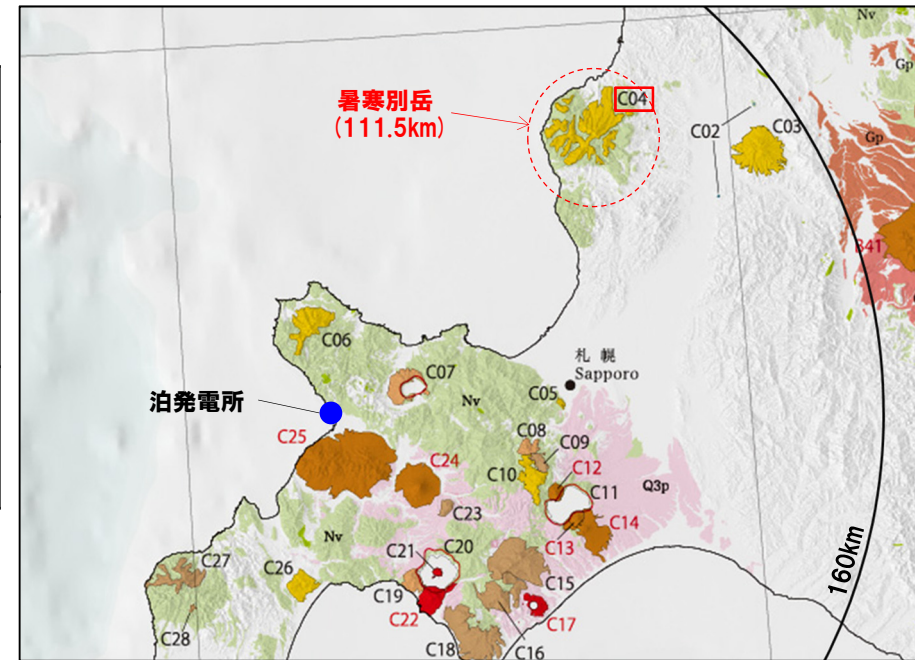 Nv
Gp
暑寒別岳
(111.5km)
C04
C02
C03
Gp
B41
C06
C07
札幌
Sapporo
泊発電所
Nv
C05
C25
C08
C09
C24
C10
C12
C11
Q3p
C23
C13
C14
Nv
C21
C20
C27
C26
C15
160km
C19
C22
C17
C28
C18
C16